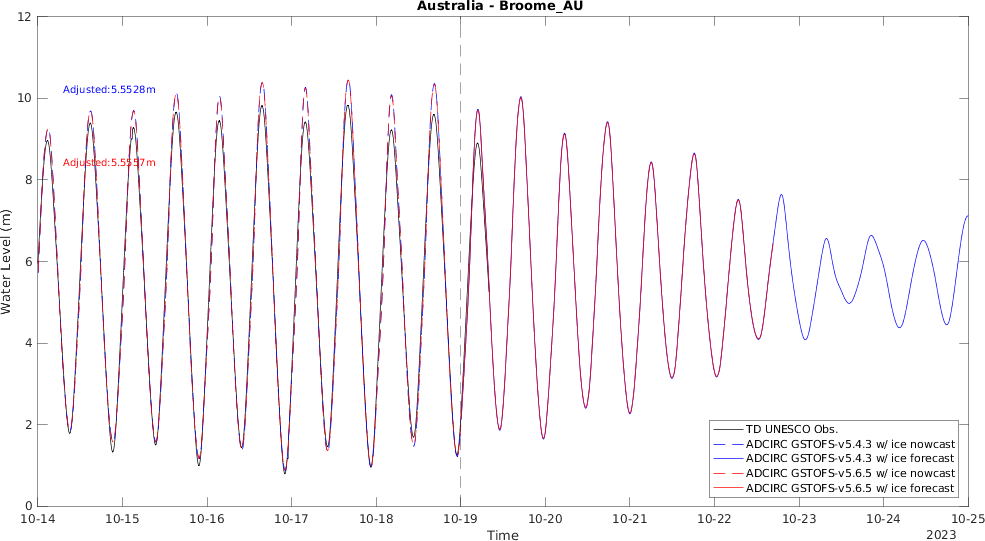 Australia - Broome_AU
12
10
8
6
4
2
0
Water Level (m)
Adjusted:5.5528m
Adjusted:5.5557m
TD UNESCO Obs.
ADCIRC GSTOFS-v5.4.3 w/ ice nowcast
ADCIRC GSTOFS-v5.4.3 w/ ice forecast
ADCIRC GSTOFS-v5.6.5 w/ ice nowcast
ADCIRC GSTOFS-v5.6.5 w/ ice forecast
10-14 10-15 10-16 10-17 10-18 10-19 10-20 10-21 10-22 10-23 10-24 10-25
Time
2023